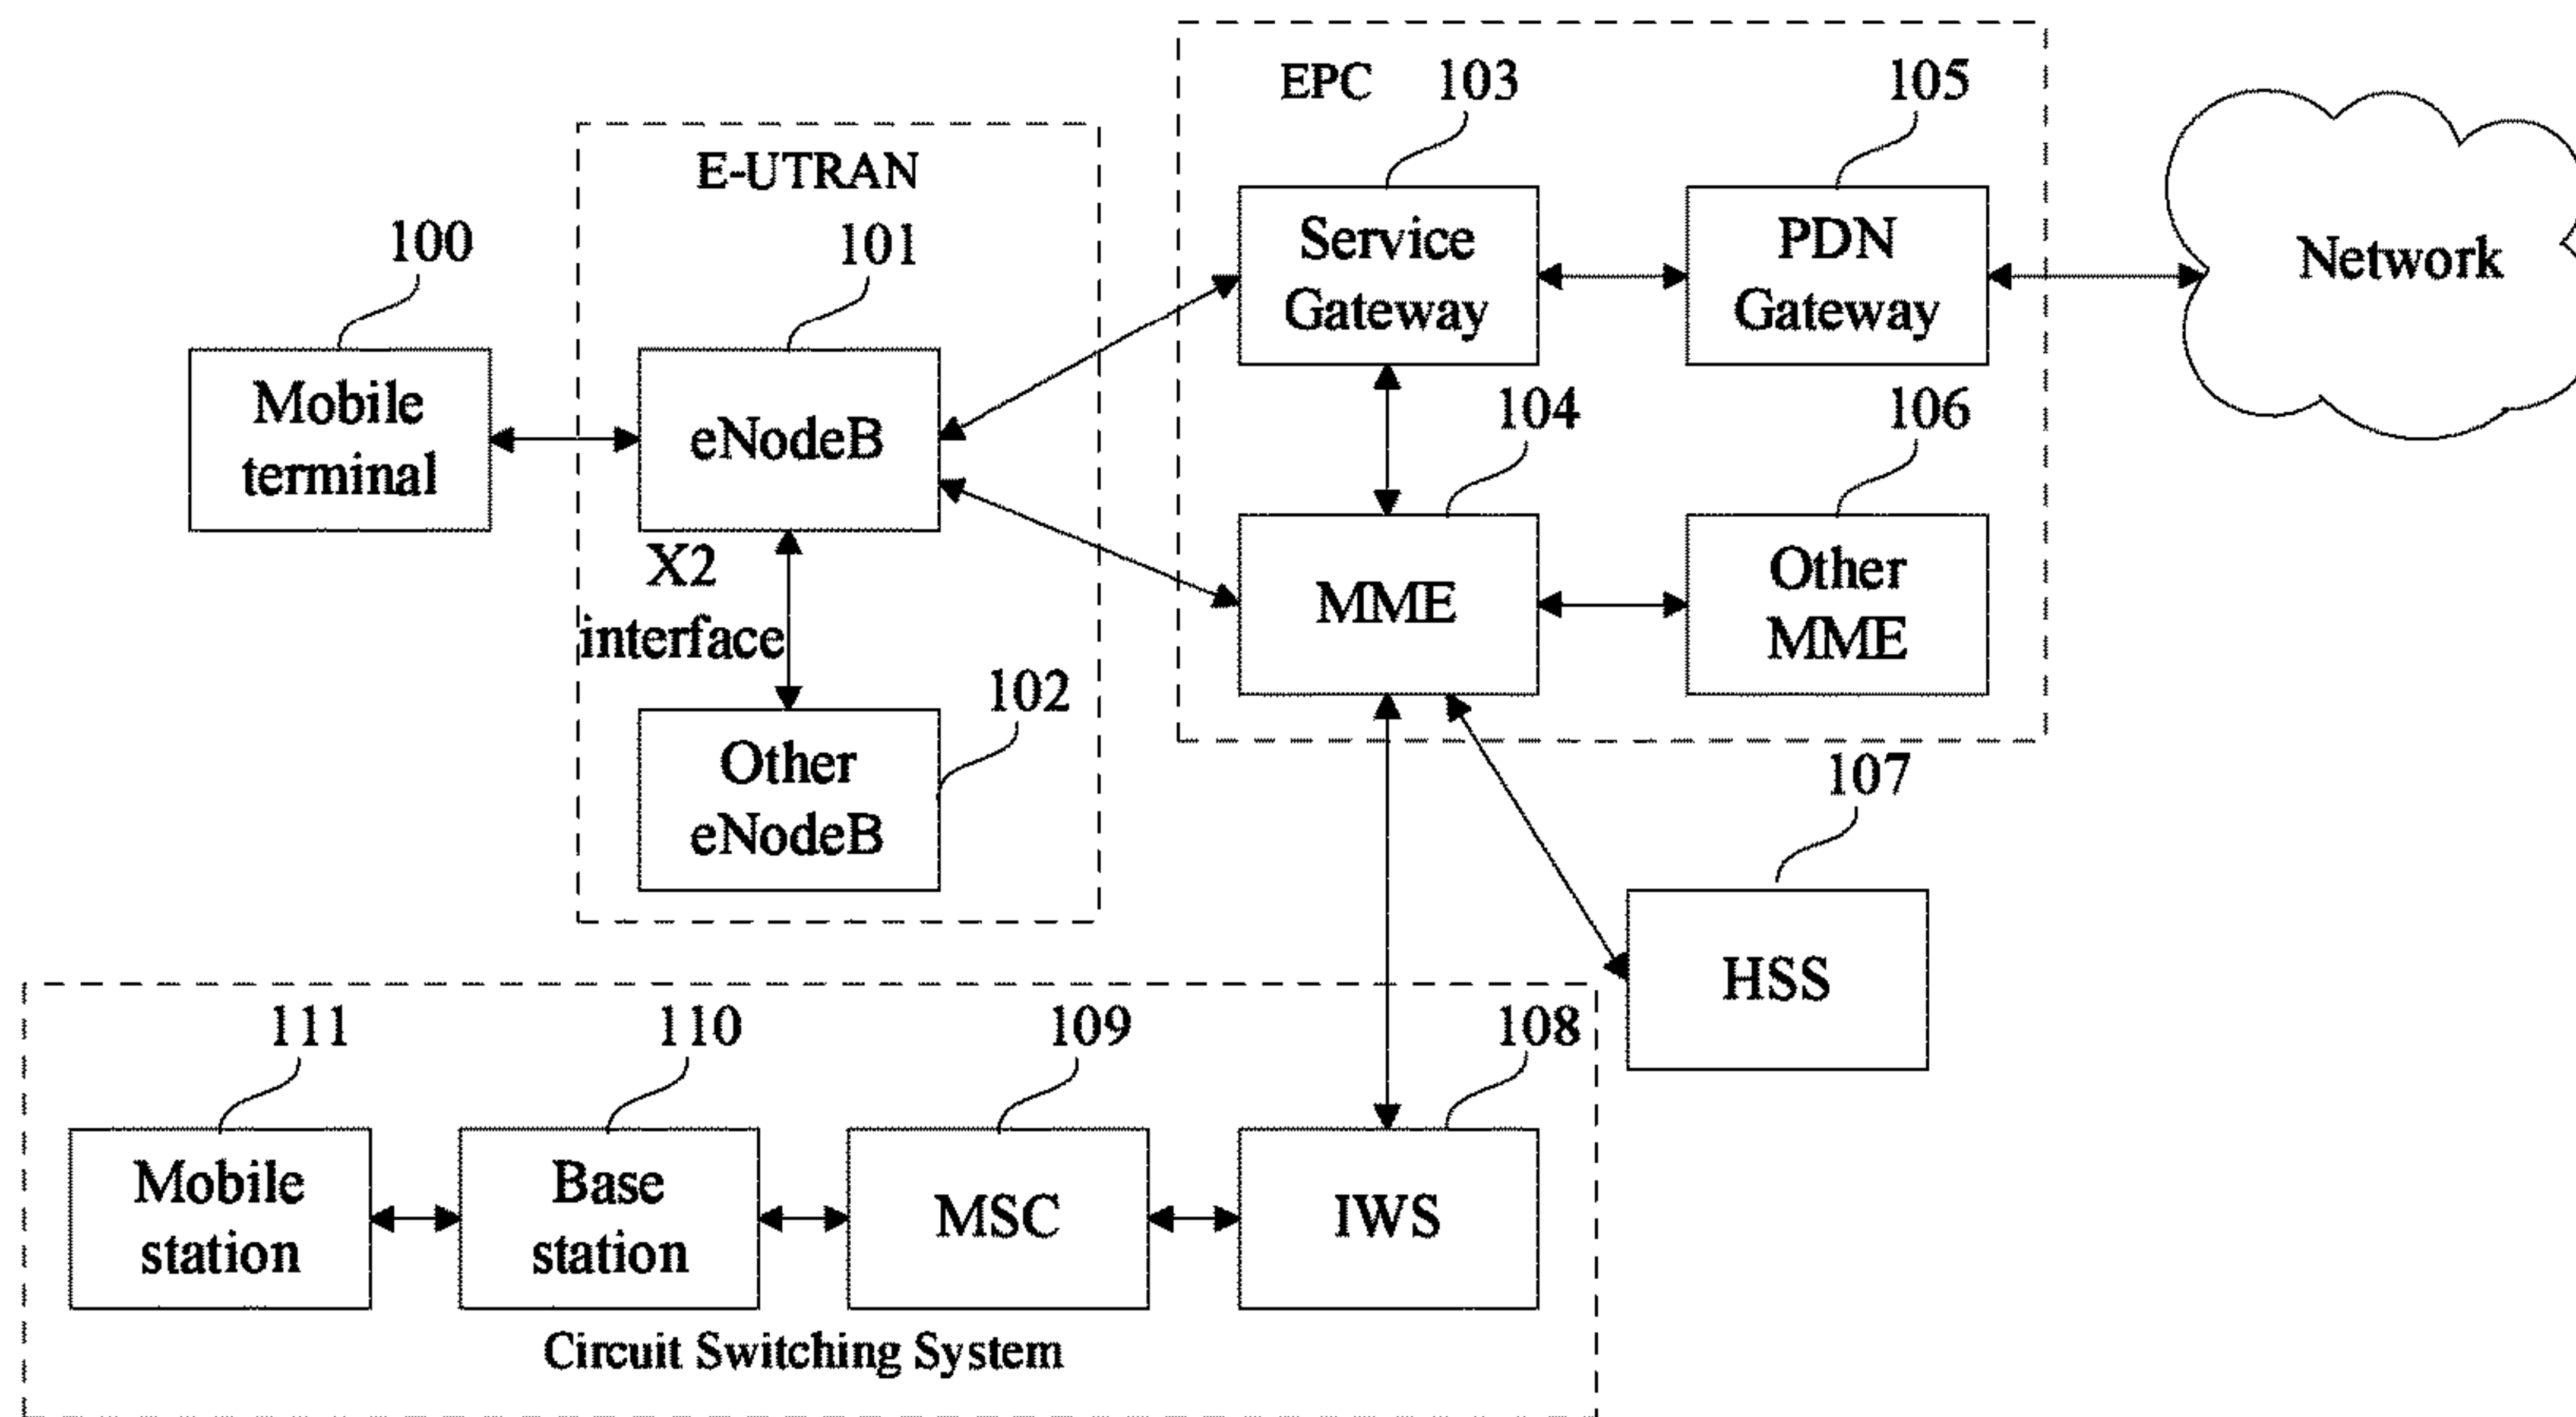 EPC
103
105
E-UTRAN
100
101
Service
Gateway
PDN
Gateway
Network
Mobile
terminal
eNodeB
104
106
X2
interface
MME
Other
MME
102
Other
eNodeB
107
HSS
111
110
109
108
Mobile
station
Base
station
MSC
IWS
Circuit Switching System